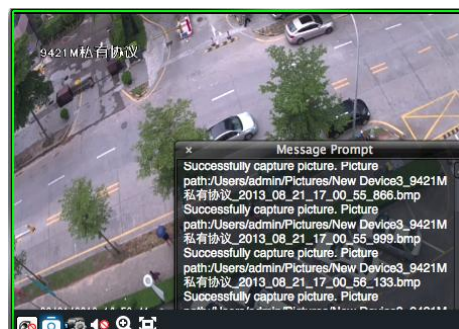 9421M私有协议
Message Prompt
Successfully capture picture. Picture
path:/Users/admin/Pictures/New Device3_9421M
私有协议_2013_08_21_17_00_55_866.bmp
Successfully capture picture. Picture
path:/Users/admin/Pictures/New Device3_9421M
私有协议_2013_08_21_17_00_55_999.bmp
Successfully capture picture. Picture
path:/Users/admin/Pictures/New Device3_9421M
私有协议_2013_08_21_17_00_56_133.bmp
Successfully capture picture. Picture